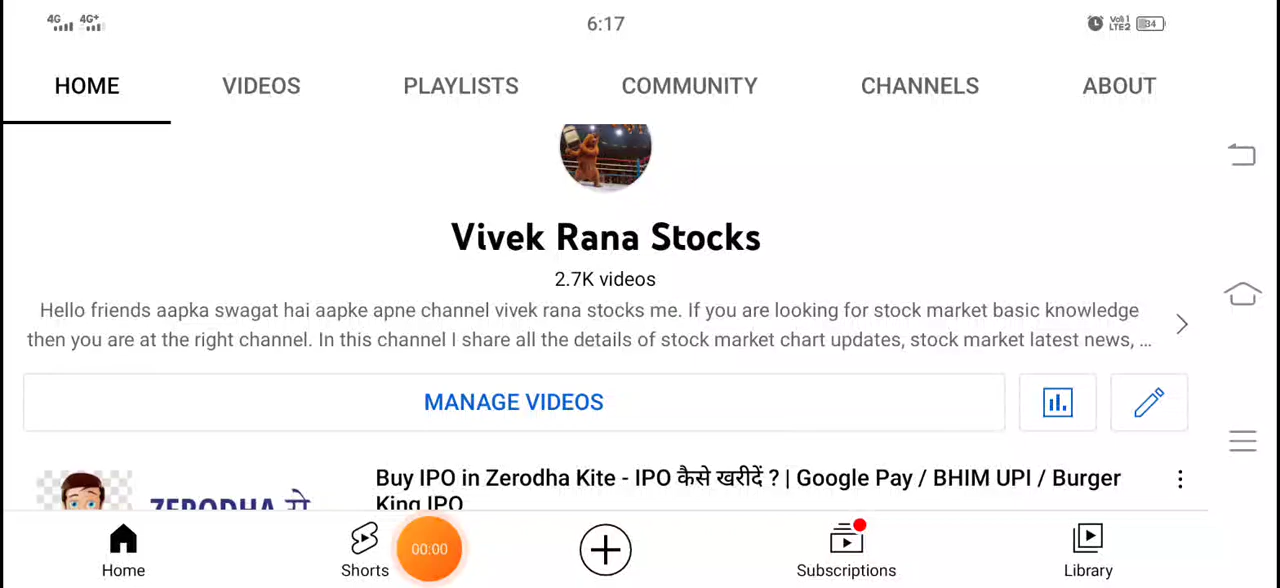 4G 4G+ 6:17 Vo)) 1 LTE2 34
HOME VIDEOS PLAYLISTS COMMUNITY CHANNELS ABOUT
Vivek Rana Stocks
2.7K videos
Hello friends aapka swagat hai aapke apne channel vivek rana stocks me. If you are looking for stock market basic knowledge
then you are at the right channel. In this channel I share all the details of stock market chart updates, stock market latest news, ...
MANAGE VIDEOS
ZERODHA से
Buy IPO in Zerodha Kite - IPO कैसे खरीदें ? | Google Pay / BHIM UPI / Burger
King IPO
00:00
Home Shorts Subscriptions Library